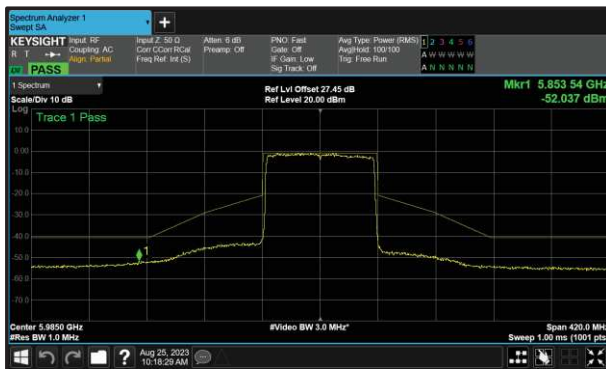 Spectrum Analyzer 1
Swept SA
+
KEYSIGHT
R T
PASS
Input: RF
Coupling: AC
Align: Partial
Input Z: 50 Ω
Corr CCorr RCal
Freq Ref: Int (S)
Atten: 6 dB
Preamp: Off
PNO: Fast
Gate: Off
IF Gain: Low
Sig Track: Off
Avg Type: Power (RMS)
Avg|Hold: 100/100
Trig: Free Run
1 2 3 4 5 6
A W W W W W
A N N N N N
1 Spectrum
Scale/Div 10 dB
Ref Lvl Offset 27.45 dB
Ref Level 20.00 dBm
Mkr1 5.853 54 GHz
-52.037 dBm
Log
Trace 1 Pass
10.0
0.00
-10.0
-20.0
-30.0
-40.0
-50.0
-60.0
-70.0
1
Center 5.9850 GHz
#Res BW 1.0 MHz
#Video BW 3.0 MHz*
Span 420.0 MHz
Sweep 1.00 ms (1001 pts)
?
Aug 25, 2023
10:18:29 AM